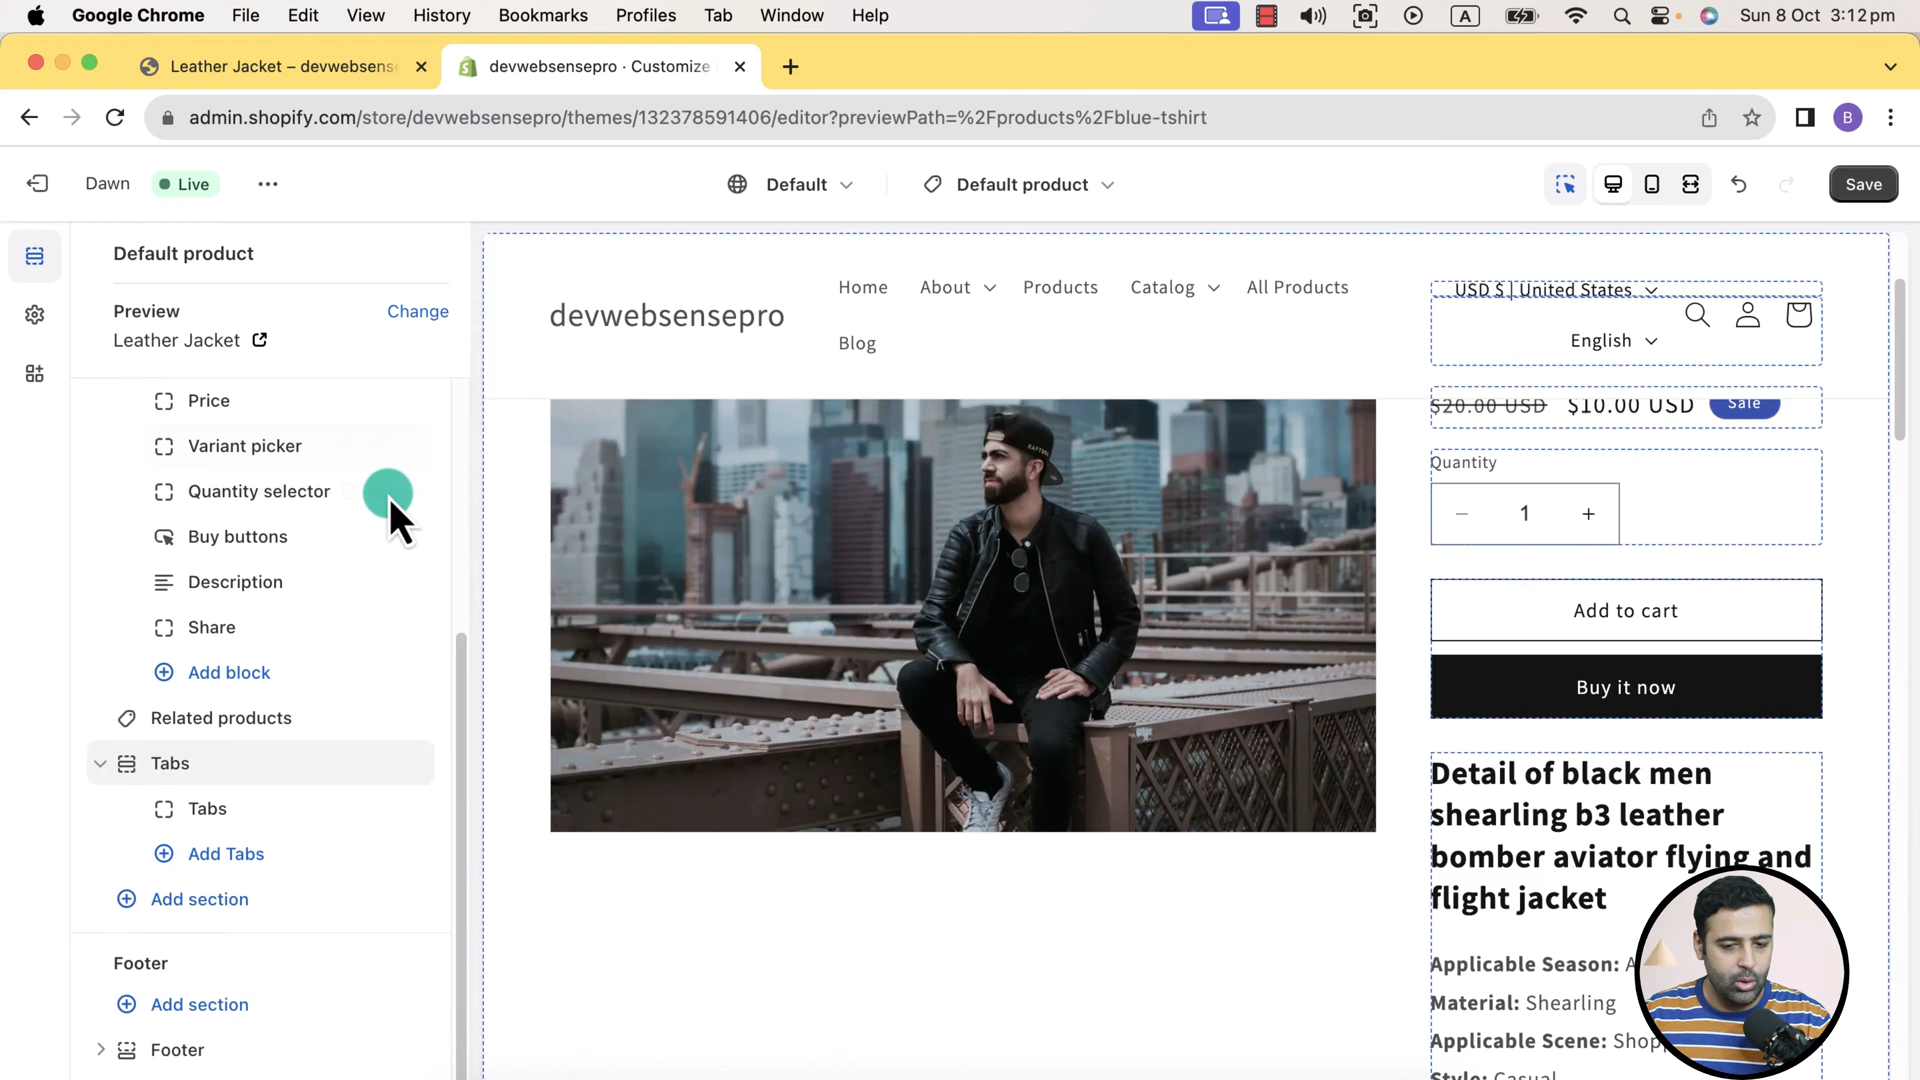 Google Chrome File Edit View History Bookmarks Profiles Tab Window Help A Sun 8 Oct 3:12 pm
Leather Jacket – devwebsense
devwebsensepro · Customize
admin.shopify.com/store/devwebsensepro/themes/132378591406/editor?previewPath=%2Fproducts%2Fblue-tshirt
B
Dawn Live Default Default product Save
Default product
Preview Change
Leather Jacket
Price
Variant picker
Quantity selector
Buy buttons
Description
Share
Add block
Related products
Tabs
Tabs
Add Tabs
Add section
Footer
Add section
Footer
devwebsensepro
Home About Products Catalog All Products
Blog
USD $ | United States
English
$20.00 USD $10.00 USD Sale
Quantity
1
Add to cart
Buy it now
Detail of black men
shearling b3 leather
bomber aviator flying and
flight jacket
Applicable Season:
Material: Shearling
Applicable Scene:
Style: Casual